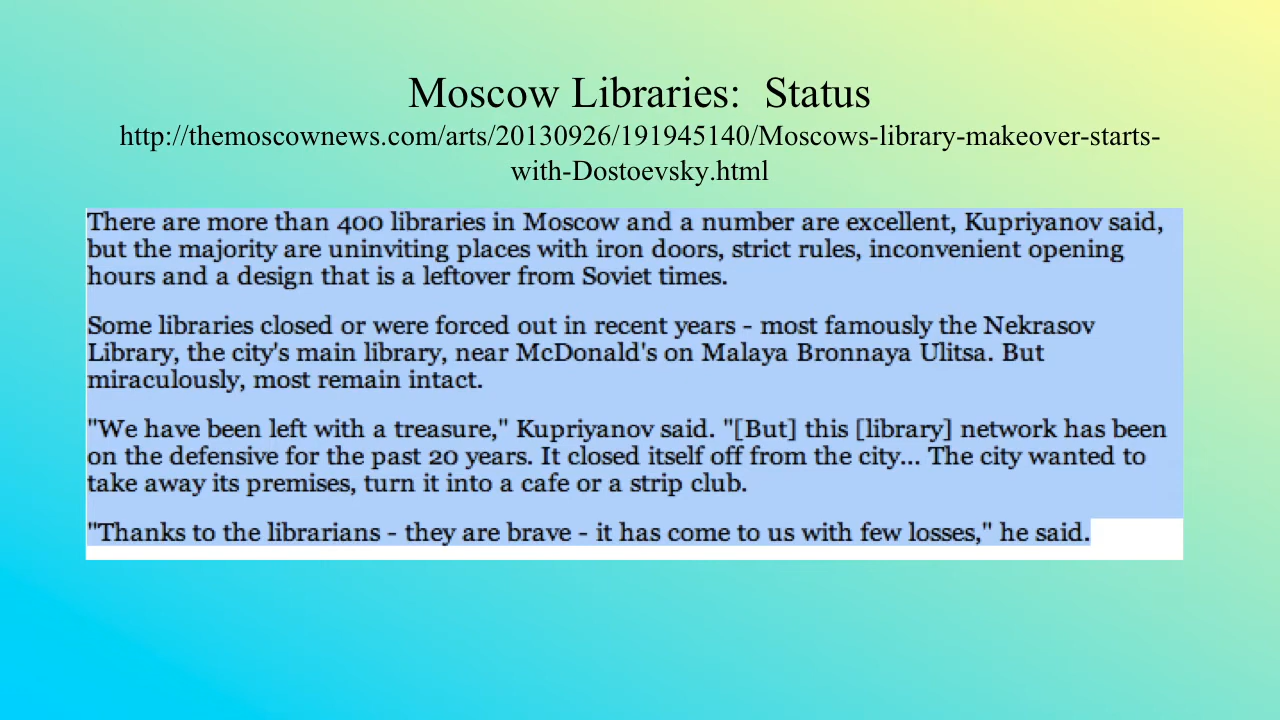 Moscow Libraries:  Status
http://themoscownews.com/arts/20130926/191945140/Moscows-library-makeover-starts-
with-Dostoevsky.html
There are more than 400 libraries in Moscow and a number are excellent, Kupriyanov said,
but the majority are uninviting places with iron doors, strict rules, inconvenient opening
hours and a design that is a leftover from Soviet times.
Some libraries closed or were forced out in recent years - most famously the Nekrasov
Library, the city's main library, near McDonald's on Malaya Bronnaya Ulitsa. But
miraculously, most remain intact.
"We have been left with a treasure," Kupriyanov said. "[But] this [library] network has been
on the defensive for the past 20 years. It closed itself off from the city... The city wanted to
take away its premises, turn it into a cafe or a strip club.
"Thanks to the librarians - they are brave - it has come to us with few losses," he said.